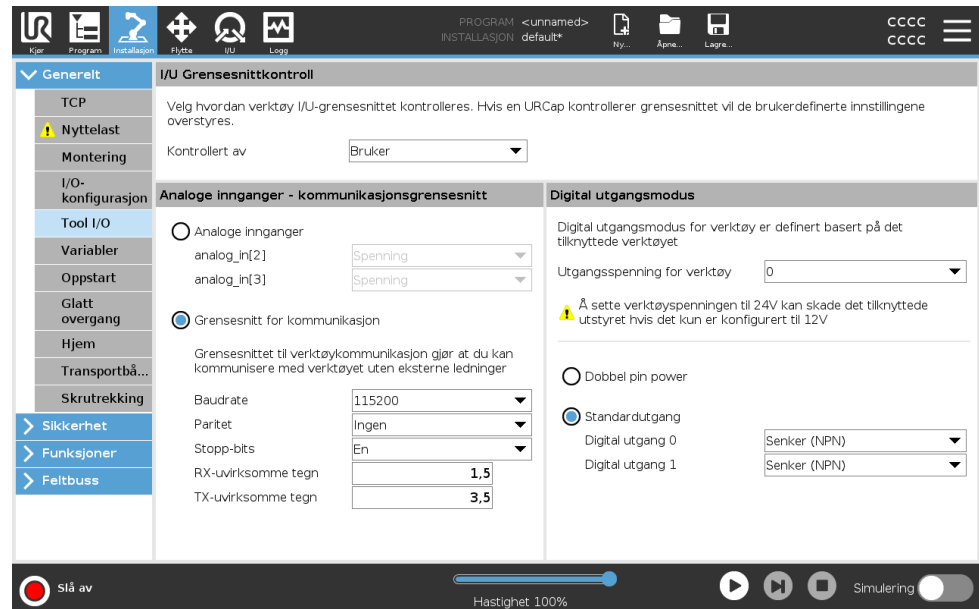 PROGRAM <unnamed>
INSTALLASJON default*
CCCC
CCCC
Kjør
Program
Installasjon
Flytte
I/U
Logg
Ny...
Åpne...
Lagre...
Generelt
TCP
Nyttelast
Montering
I/O-
konfigurasjon
Tool I/O
Variabler
Oppstart
Glatt
overgang
Hjem
Transportbå...
Skrutrekking
Sikkerhet
Funksjoner
Feltbuss
I/U Grensesnittkontroll
Velg hvordan verktøy I/U-grensesnittet kontrolleres. Hvis en URCap kontrollerer grensesnittet vil de brukerdefinerte innstillingene
overstyres.
Kontrollert av Bruker
Analoge innganger - kommunikasjonsgrensesnitt
Analoge innganger
analog_in[2] Spenning
analog_in[3] Spenning
Grensesnitt for kommunikasjon
Grensesnittet til verktøykommunikasjon gjør at du kan
kommunisere med verktøyet uten eksterne ledninger
Baudrate 115200
Paritet Ingen
Stopp-bits En
RX-uvirksomme tegn 1,5
TX-uvirksomme tegn 3,5
Digital utgangsmodus
Digital utgangsmodus for verktøy er definert basert på det
tilknyttede verktøyet
Utgangsspenning for verktøy 0
Å sette verktøyspenningen til 24V kan skade det tilknyttede
utstyret hvis det kun er konfigurert til 12V
Dobbel pin power
Standardutgang
Digital utgang 0 Senker (NPN)
Digital utgang 1 Senker (NPN)
Slå av
Hastighet 100%
Simulering